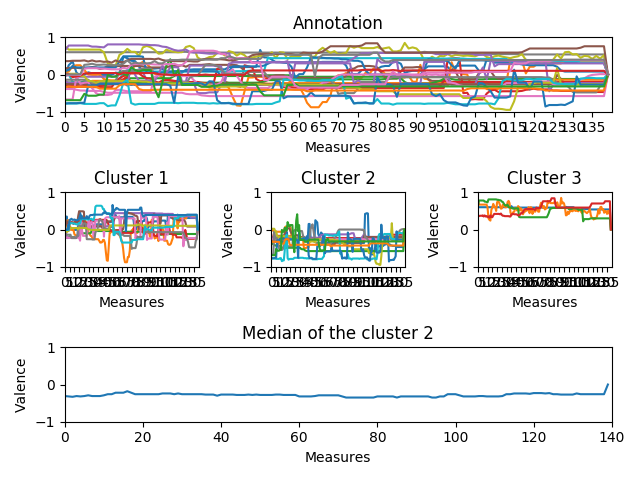 Annotation
Valence
1
0
−1
0 5 10 15 20 25 30 35 40 45 50 55 60 65 70 75 80 85 90 95 100 105 110 115 120 125 130 135
Measures
Cluster 1 Cluster 2 Cluster 3
Valence Valence Valence
1 1 1
0 0 0
−1 −1 −1
Measures Measures Measures
Median of the cluster 2
Valence
1
0
−1
0 20 40 60 80 100 120 140
Measures